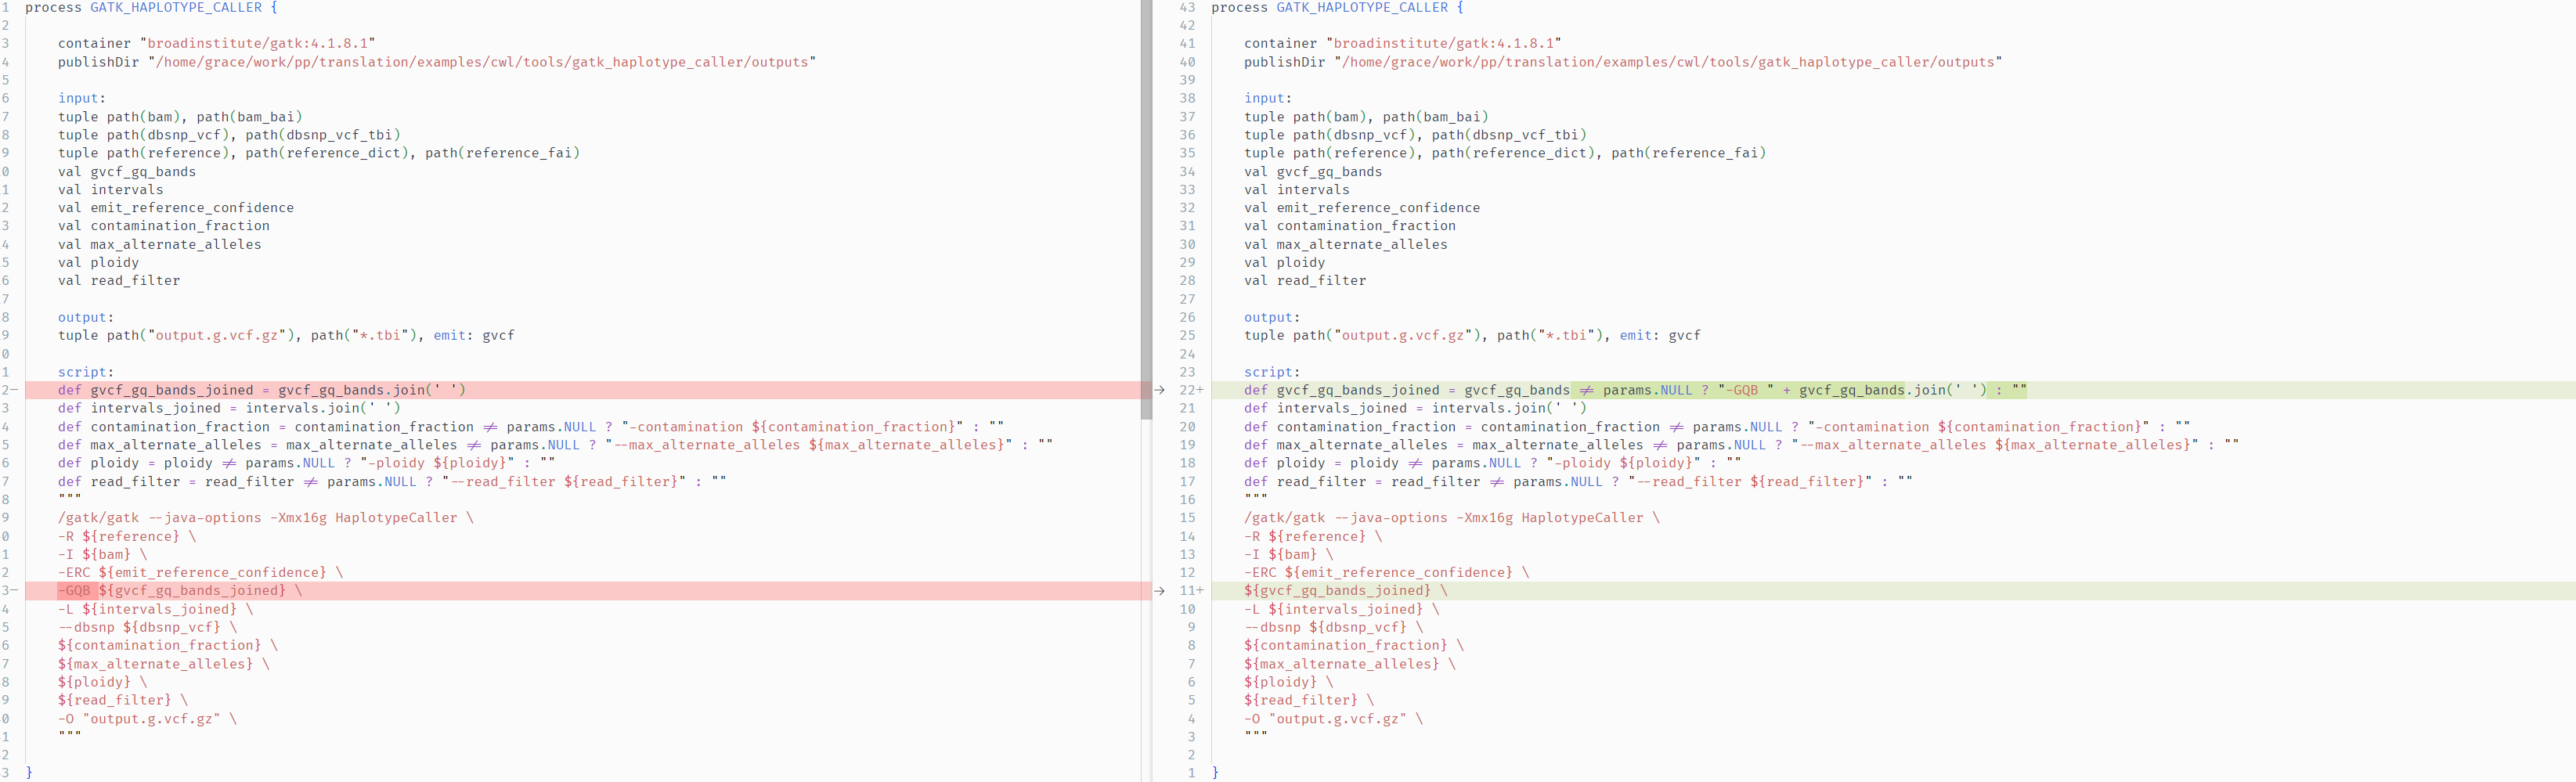 1 process GATK_HAPLOTYPE_CALLER {
2
3 container "broadinstitute/gatk:4.1.8.1"
4 publishDir "/home/grace/work/pp/translation/examples/cwl/tools/gatk_haplotype_caller/outputs"
5
6 input:
7 tuple path(bam), path(bam_bai)
8 tuple path(dbsnp_vcf), path(dbsnp_vcf_tbi)
9 tuple path(reference), path(reference_dict), path(reference_fai)
0 val gvcf_gq_bands
1 val intervals
2 val emit_reference_confidence
3 val contamination_fraction
4 val max_alternate_alleles
5 val ploidy
6 val read_filter
7
8 output:
9 tuple path("output.g.vcf.gz"), path("*.tbi"), emit: gvcf
0
1 script:
2− def gvcf_gq_bands_joined = gvcf_gq_bands.join(' ')
3 def intervals_joined = intervals.join(' ')
4 def contamination_fraction = contamination_fraction ≠ params.NULL ? "-contamination ${contamination_fraction}" : ""
5 def max_alternate_alleles = max_alternate_alleles ≠ params.NULL ? "--max_alternate_alleles ${max_alternate_alleles}" : ""
6 def ploidy = ploidy ≠ params.NULL ? "-ploidy ${ploidy}" : ""
7 def read_filter = read_filter ≠ params.NULL ? "--read_filter ${read_filter}" : ""
8 """
9 /gatk/gatk --java-options -Xmx16g HaplotypeCaller \
0 -R ${reference} \
1 -I ${bam} \
2 -ERC ${emit_reference_confidence} \
3− -GQB ${gvcf_gq_bands_joined} \
4 -L ${intervals_joined} \
5 --dbsnp ${dbsnp_vcf} \
6 ${contamination_fraction} \
7 ${max_alternate_alleles} \
8 ${ploidy} \
9 ${read_filter} \
0 -O "output.g.vcf.gz" \
1 """
2
3 }
43 process GATK_HAPLOTYPE_CALLER {
42
41 container "broadinstitute/gatk:4.1.8.1"
40 publishDir "/home/grace/work/pp/translation/examples/cwl/tools/gatk_haplotype_caller/outputs"
39
38 input:
37 tuple path(bam), path(bam_bai)
36 tuple path(dbsnp_vcf), path(dbsnp_vcf_tbi)
35 tuple path(reference), path(reference_dict), path(reference_fai)
34 val gvcf_gq_bands
33 val intervals
32 val emit_reference_confidence
31 val contamination_fraction
30 val max_alternate_alleles
29 val ploidy
28 val read_filter
27
26 output:
25 tuple path("output.g.vcf.gz"), path("*.tbi"), emit: gvcf
24
23 script:
→ 22+ def gvcf_gq_bands_joined = gvcf_gq_bands ≠ params.NULL ? "-GQB " + gvcf_gq_bands.join(' ') : ""
21 def intervals_joined = intervals.join(' ')
20 def contamination_fraction = contamination_fraction ≠ params.NULL ? "-contamination ${contamination_fraction}" : ""
19 def max_alternate_alleles = max_alternate_alleles ≠ params.NULL ? "--max_alternate_alleles ${max_alternate_alleles}" : ""
18 def ploidy = ploidy ≠ params.NULL ? "-ploidy ${ploidy}" : ""
17 def read_filter = read_filter ≠ params.NULL ? "--read_filter ${read_filter}" : ""
16 """
15 /gatk/gatk --java-options -Xmx16g HaplotypeCaller \
14 -R ${reference} \
13 -I ${bam} \
12 -ERC ${emit_reference_confidence} \
→ 11+ ${gvcf_gq_bands_joined} \
10 -L ${intervals_joined} \
9 --dbsnp ${dbsnp_vcf} \
8 ${contamination_fraction} \
7 ${max_alternate_alleles} \
6 ${ploidy} \
5 ${read_filter} \
4 -O "output.g.vcf.gz" \
3 """
2
1 }